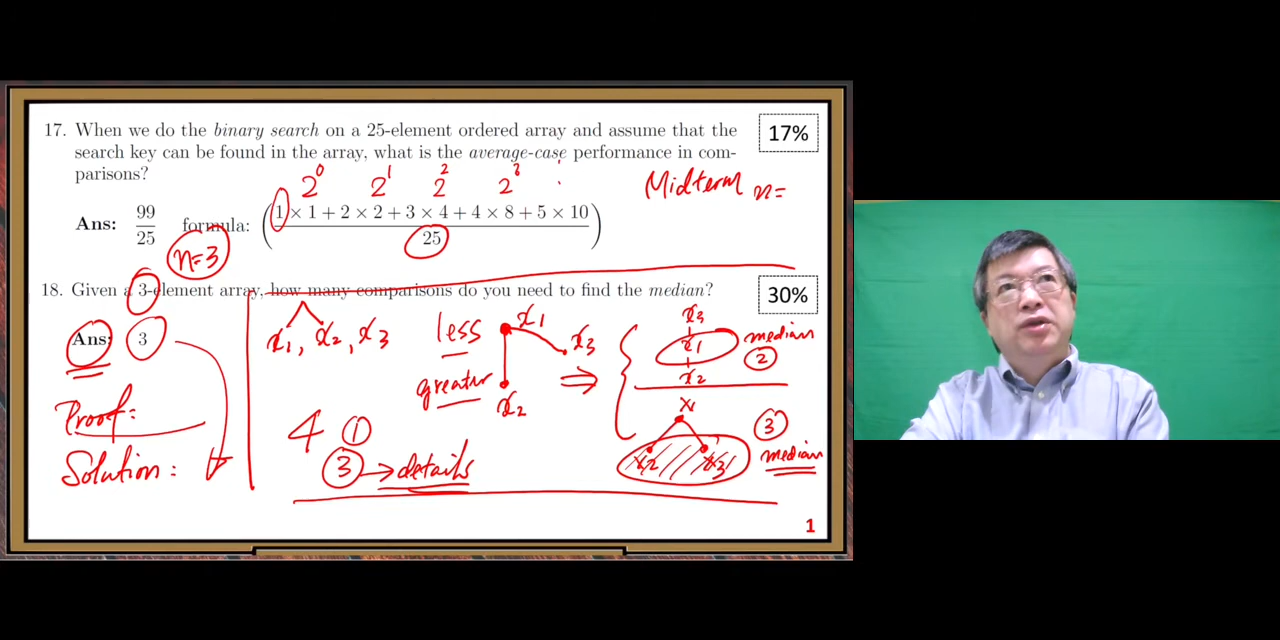 17. When we do the binary search on a 25-element ordered array and assume that the 17%
search key can be found in the array, what is the average-case performance in com-
parisons?
2^0 2^1 2^2 2^3 Midterm n=
Ans: 99/25 formula: ( (1 × 1 + 2 × 2 + 3 × 4 + 4 × 8 + 5 × 10) / 25 )
n=3
18. Given a 3-element array, how many comparisons do you need to find the median? 30%
Ans: 3
x1, x2, x3
less x1 x3
greater x2
⇒
x3
x1 median
x2 2
Proof:
Solution:
4 1
3 → details
x1
x2 x3
3
median
1